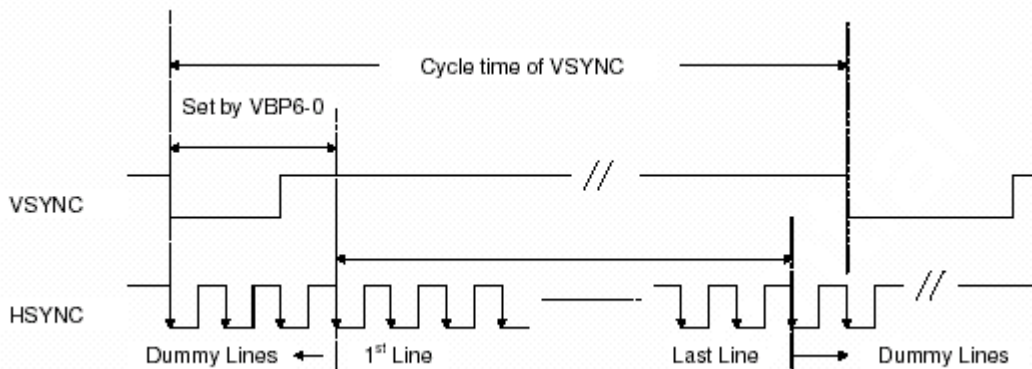 Cycle time of VSYNC
Set by VBP6-0
VSYNC
HSYNC
Dummy Lines
1st Line
Last Line
Dummy Lines